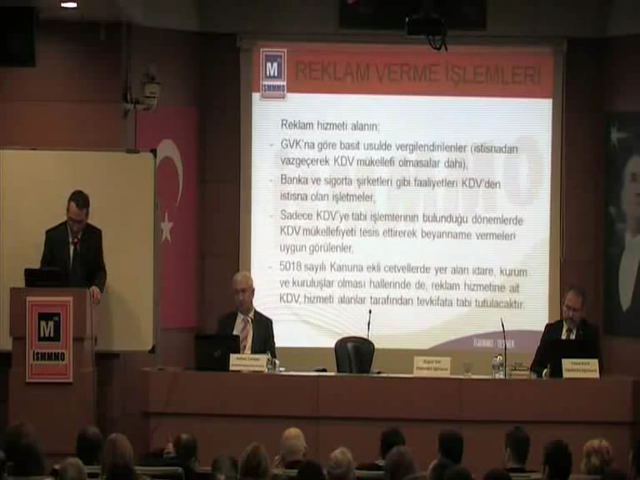 M
İSMMMO
REKLAM VERME İŞLEMLERİ
Reklam hizmeti alanın;
- GVK'na göre basit usulde vergilendirilenler (istisnadan
vazgeçerek KDV mükellefi olmasalar dahi),
- Banka ve sigorta şirketleri gibi faaliyetleri KDV'den
istisna olan işletmeler,
- Sadece KDV'ye tabi işlemlerinin bulunduğu dönemlerde
KDV mükellefiyeti tesis ettirerek beyanname vermeleri
uygun görülenler,
- 5018 sayılı Kanuna ekli cetvellerde yer alan idare, kurum
ve kuruluşlar olması hallerinde de, reklam hizmetine ait
KDV, hizmeti alanlar tarafından tevkifata tabi tutulacaktır.
M
İSMMMO